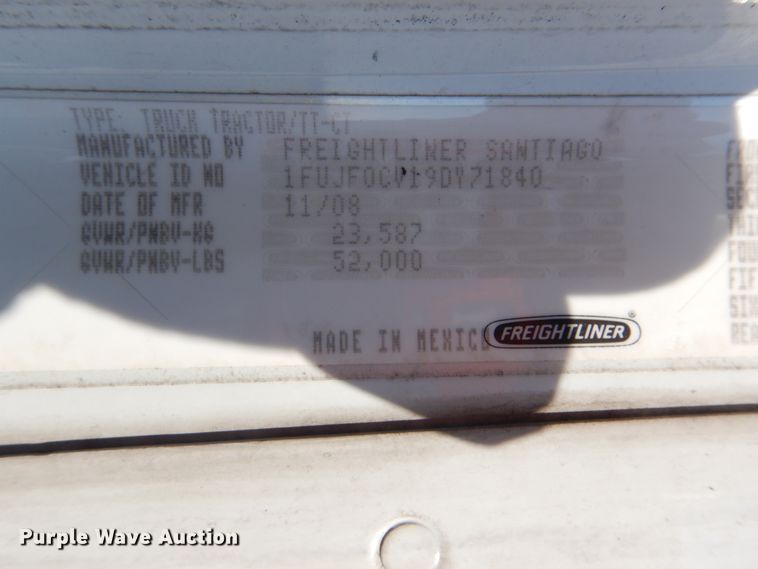 TYPE: TRUCK TRACTOR/TT-CT
MANUFACTURED BY FREIGHTLINER SANTIAGO
VEHICLE ID NO 1FUJF0CV19DY71840
DATE OF MFR 11/08
GVWR/PNBV-KG 23,587
GVWR/PNBV-LBS 52,000
MADE IN MEXICO
FREIGHTLINER®
Purple Wave Auction